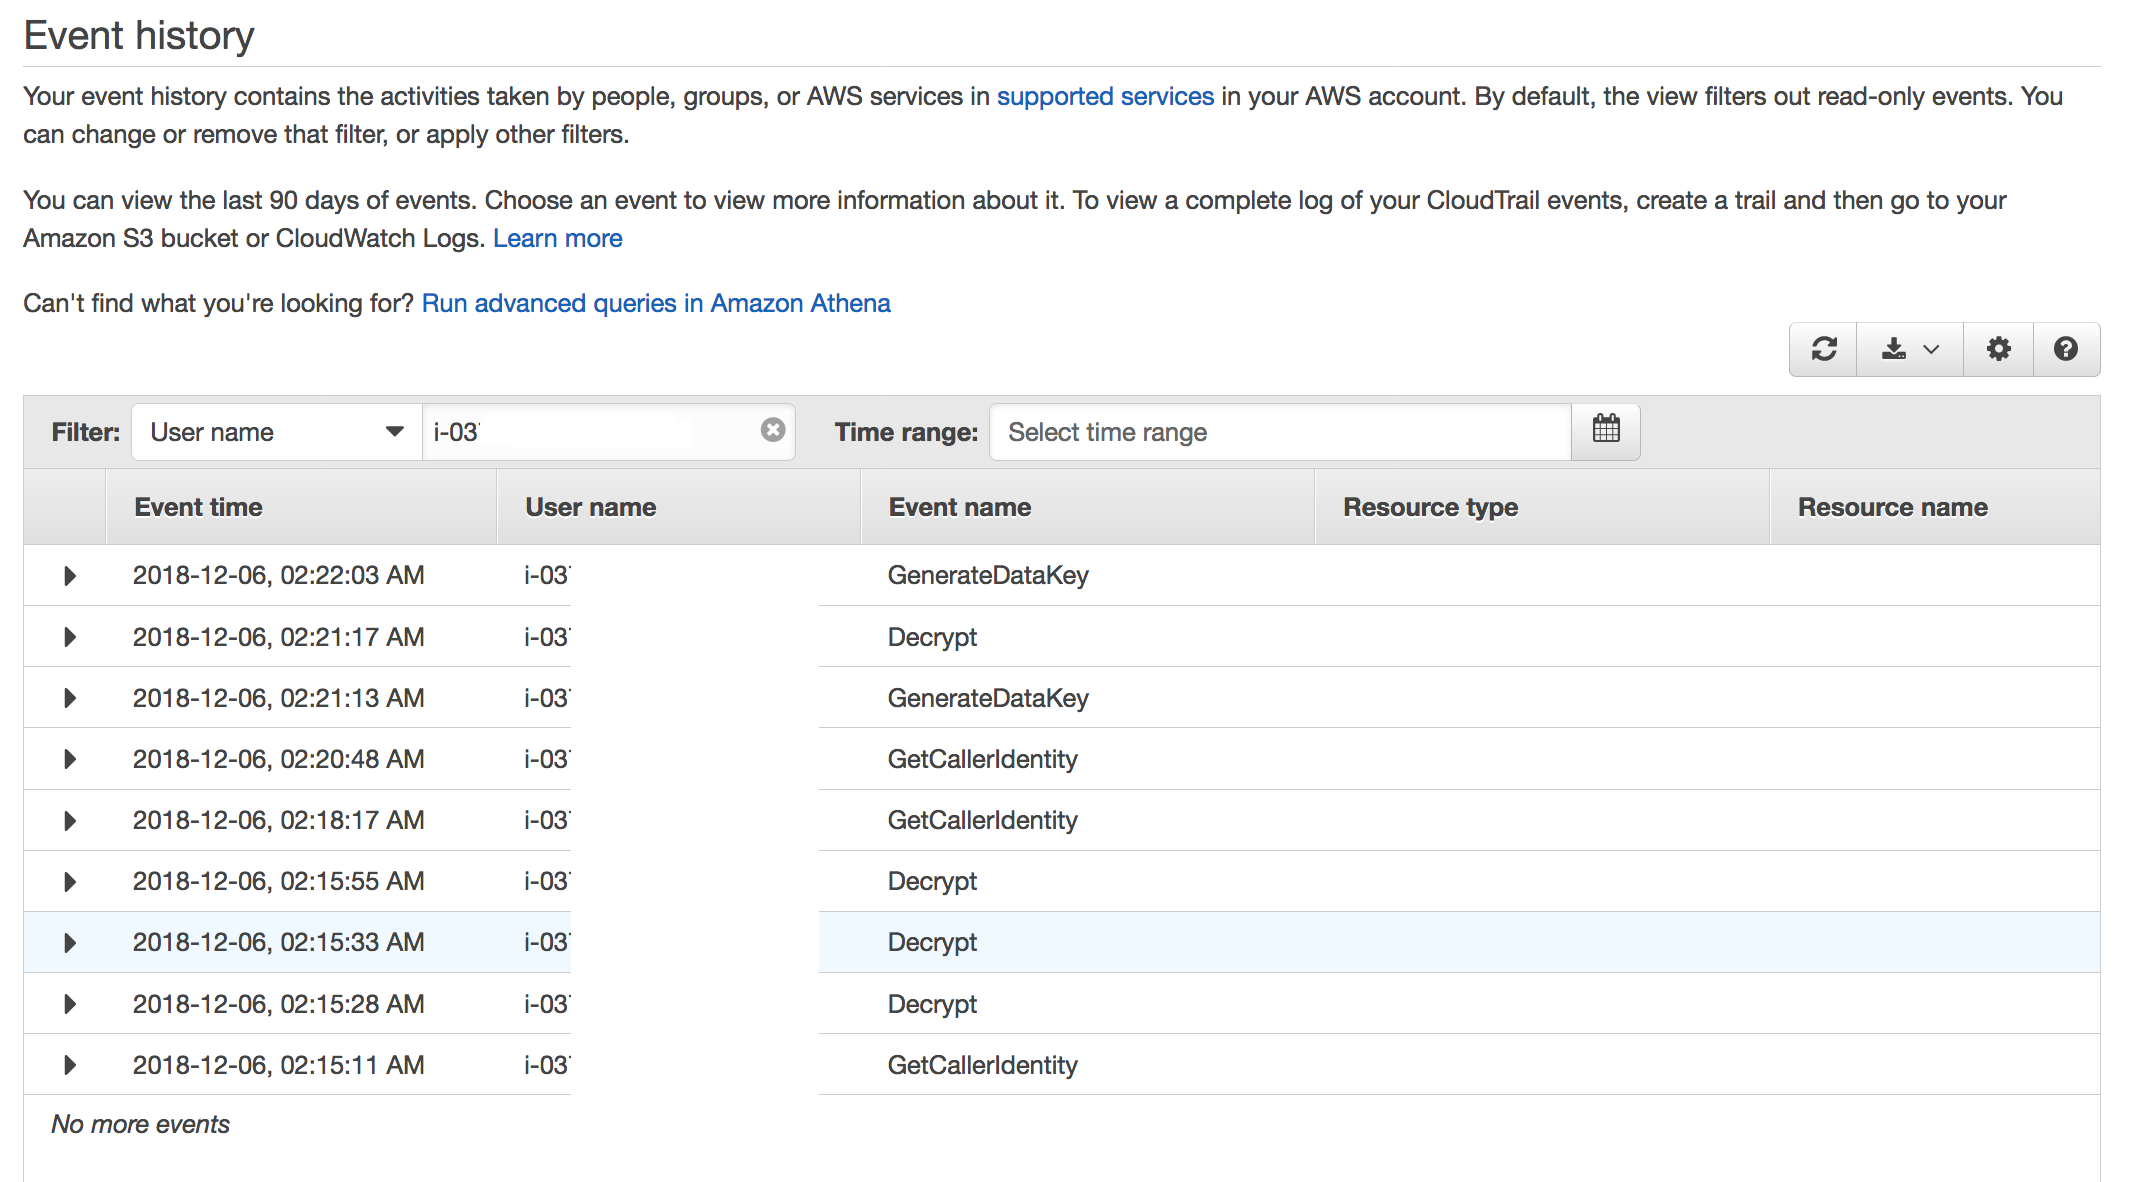 Event history
Your event history contains the activities taken by people, groups, or AWS services in supported services in your AWS account. By default, the view filters out read-only events. You
can change or remove that filter, or apply other filters.
You can view the last 90 days of events. Choose an event to view more information about it. To view a complete log of your CloudTrail events, create a trail and then go to your
Amazon S3 bucket or CloudWatch Logs. Learn more
Can't find what you're looking for? Run advanced queries in Amazon Athena
Filter: User name i-03 Time range: Select time range
Event time User name Event name Resource type Resource name
2018-12-06, 02:22:03 AM i-03 GenerateDataKey
2018-12-06, 02:21:17 AM i-03 Decrypt
2018-12-06, 02:21:13 AM i-03 GenerateDataKey
2018-12-06, 02:20:48 AM i-03 GetCallerIdentity
2018-12-06, 02:18:17 AM i-03 GetCallerIdentity
2018-12-06, 02:15:55 AM i-03 Decrypt
2018-12-06, 02:15:33 AM i-03 Decrypt
2018-12-06, 02:15:28 AM i-03 Decrypt
2018-12-06, 02:15:11 AM i-03 GetCallerIdentity
No more events